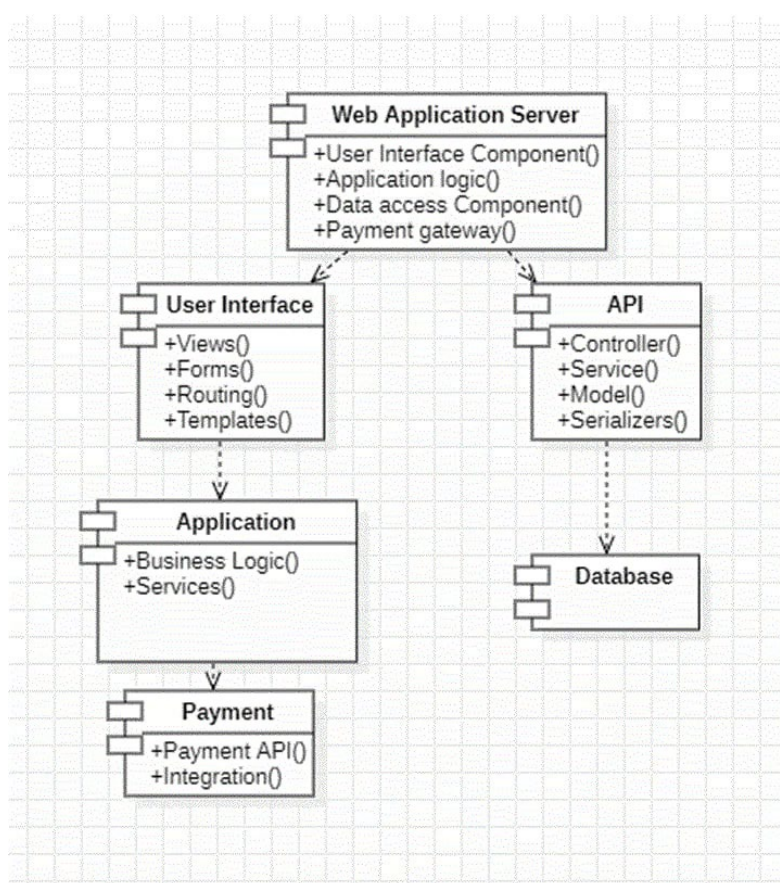 Web Application Server
+User Interface Component()
+Application logic()
+Data access Component()
+Payment gateway()
User Interface
+Views()
+Forms()
+Routing()
+Templates()
API
+Controller()
+Service()
+Model()
+Serializers()
Application
+Business Logic()
+Services()
Database
Payment
+Payment API()
+Integration()